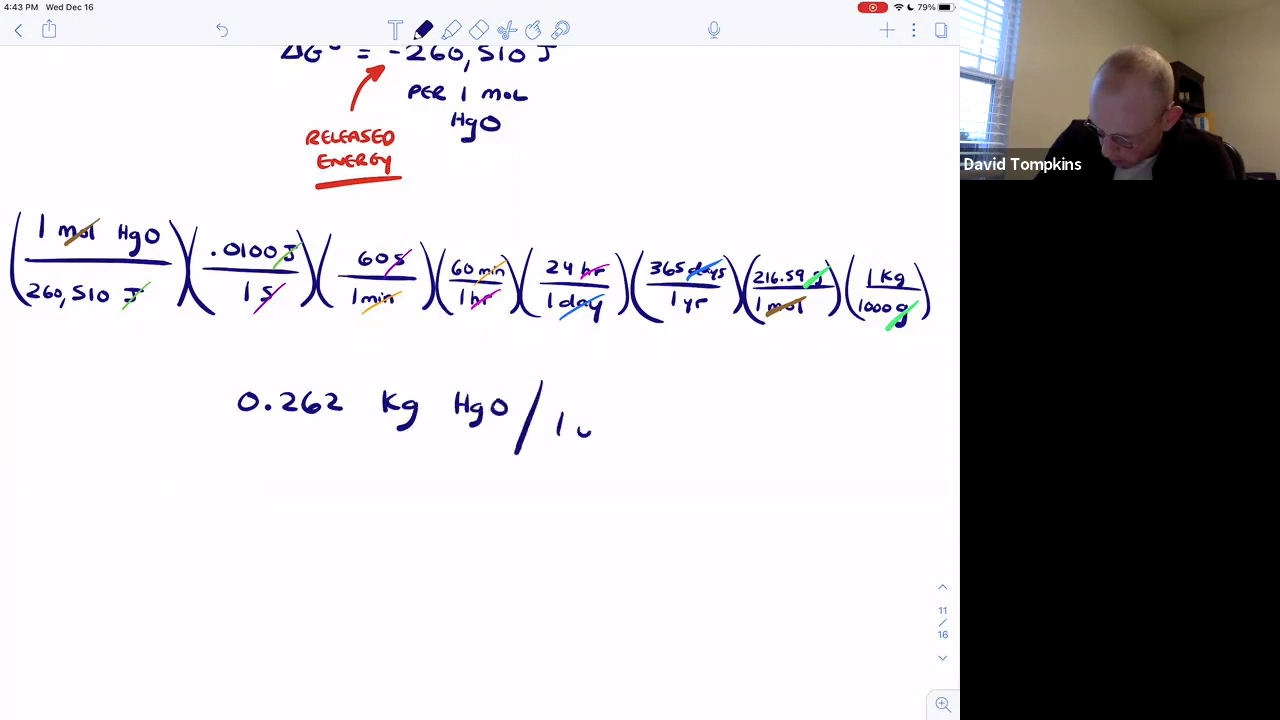 4:43 PM Wed Dec 16
79%
ΔG° = -260,510 J
PER 1 mOL
HgO
RELEASED
ENERGY
(1 mol HgO / 260,510 J)(.0100 J / 1 s)(60 s / 1 min)(60 min / 1 hr)(24 hr / 1 day)(365 days / 1 yr)(216.59 g / 1 mol)(1 Kg / 1000 g)
0.262 Kg HgO / 1
David Tompkins
11
/
16